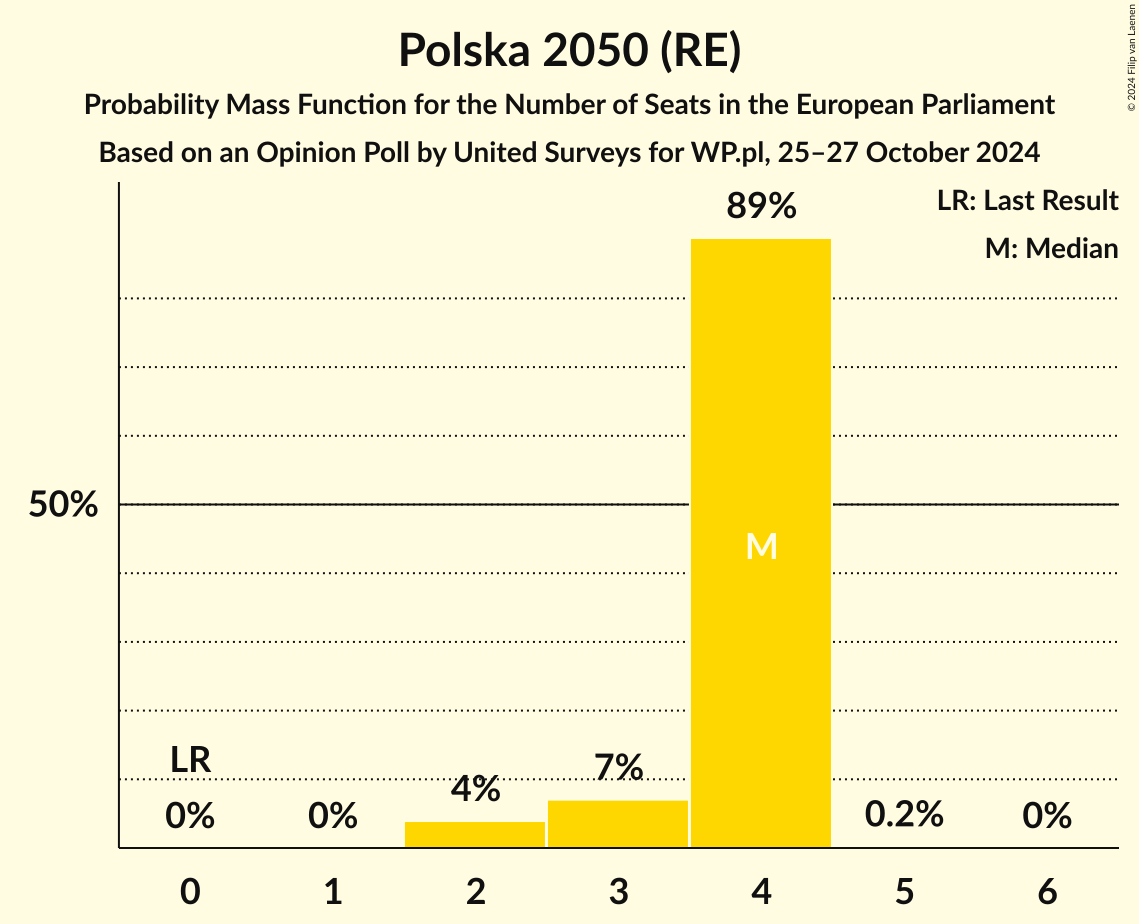 Polska 2050 (RE)
Probability Mass Function for the Number of Seats in the European Parliament
Based on an Opinion Poll by United Surveys for WP.pl, 25–27 October 2024
© 2024 Filip van Laenen
LR: Last Result
M: Median
89%
50%
M
LR
0%
0%
4%
7%
0.2%
0%
0
1
2
3
4
5
6